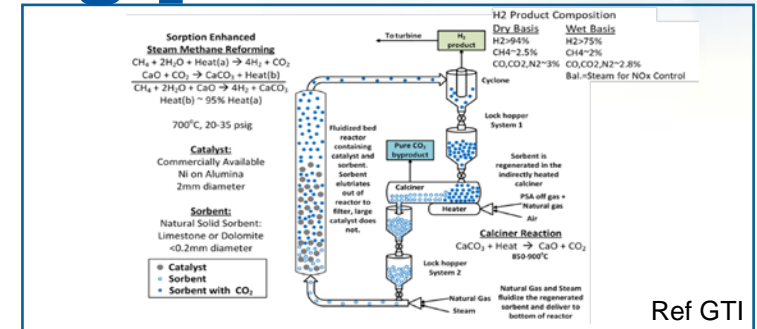 Sorption Enhanced
Steam Methane Reforming
CH₄ + 2H₂O + Heat(a) → 4H₂ + CO₂
CaO + CO₂ → CaCO₃ + Heat(b)
CH₄ + 2H₂O + CaO → 4H₂ + CaCO₃
Heat(b) ~ 95% Heat(a)
700°C, 20-35 psig
Catalyst:
Commercially Available
Ni on Alumina
2mm diameter
Sorbent:
Natural Solid Sorbent:
Limestone or Dolomite
<0.2mm diameter
Catalyst
Sorbent
Sorbent with CO₂
Fluidized bed
reactor
containing
catalyst and
sorbent.
Sorbent
elutriates
out of
reactor to
filter, large
catalyst does
not.
To turbine
H₂
product
Cyclone
Lock hopper
System 1
Pure CO₂
byproduct
Calciner
Heater
Sorbent is
regenerated in the
indirectly heated
calciner
PSA off gas +
Natural gas
Air
Calciner Reaction
CaCO₃ + Heat → CaO + CO₂
850-900°C
Lock hopper
System 2
Natural Gas
Steam
Natural Gas and Steam
fluidize the regenerated
sorbent and deliver to
bottom of reactor
H2 Product Composition
Dry Basis Wet Basis
H2>94% H2>75%
CH4~2.5% CH4~2%
CO,CO2,N2~3% CO,CO2,N2~2.8%
Bal.=Steam for NOx Control
Ref GTI